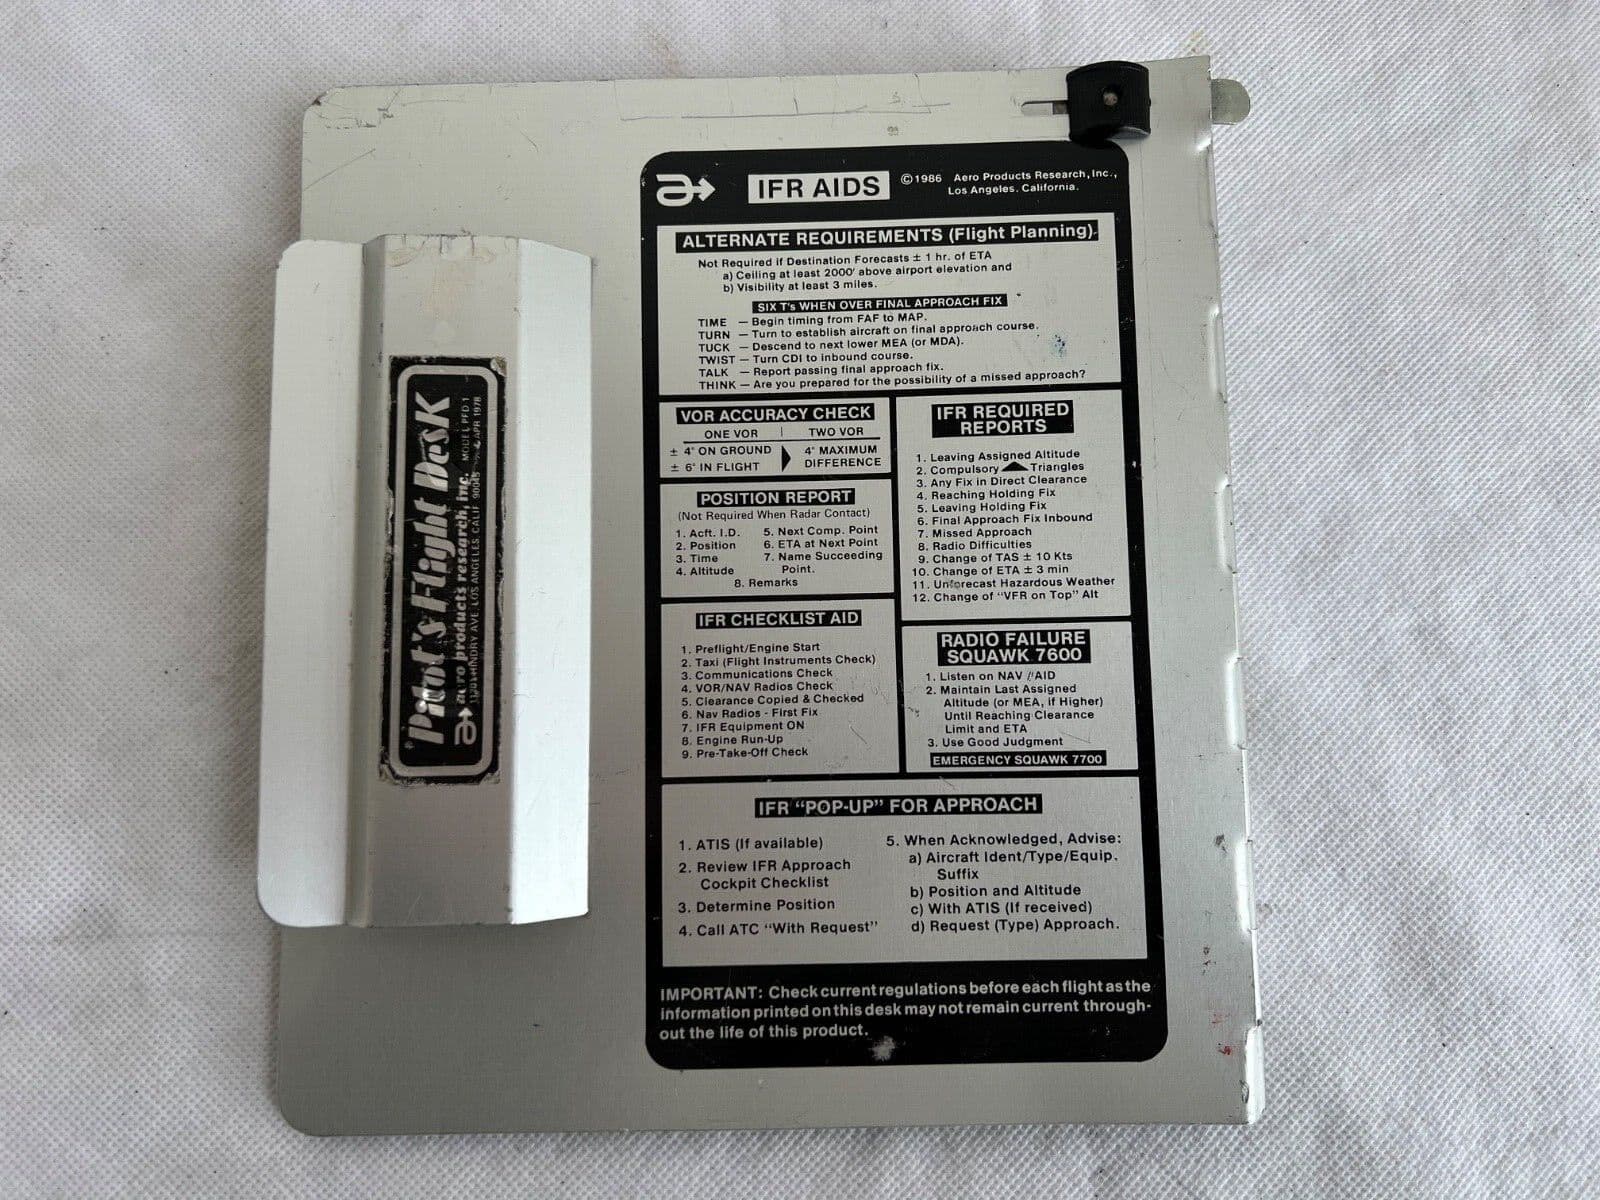 IFR AIDS
©1986 Aero Products Research, Inc.,
Los Angeles, California.
ALTERNATE REQUIREMENTS (Flight Planning)
Not Required if Destination Forecasts ± 1 hr. of ETA
a) Ceiling at least 2000' above airport elevation and
b) Visibility at least 3 miles.
SIX T's WHEN OVER FINAL APPROACH FIX
TIME — Begin timing from FAF to MAP.
TURN — Turn to establish aircraft on final approach course.
TUCK — Descend to next lower MEA (or MDA).
TWIST — Turn CDI to inbound course.
TALK — Report passing final approach fix.
THINK — Are you prepared for the possibility of a missed approach?
VOR ACCURACY CHECK
ONE VOR TWO VOR
± 4° ON GROUND
± 6° IN FLIGHT
4° MAXIMUM
DIFFERENCE
POSITION REPORT
(Not Required When Radar Contact)
1. Acft. I.D.
2. Position
3. Time
4. Altitude
5. Next Comp. Point
6. ETA at Next Point
7. Name Succeeding
Point.
8. Remarks
IFR CHECKLIST AID
1. Preflight/Engine Start
2. Taxi (Flight Instruments Check)
3. Communications Check
4. VOR/NAV Radios Check
5. Clearance Copied & Checked
6. Nav Radios - First Fix
7. IFR Equipment ON
8. Engine Run-Up
9. Pre-Take-Off Check
IFR REQUIRED
REPORTS
1. Leaving Assigned Altitude
2. Compulsory Triangles
3. Any Fix in Direct Clearance
4. Reaching Holding Fix
5. Leaving Holding Fix
6. Final Approach Fix Inbound
7. Missed Approach
8. Radio Difficulties
9. Change of TAS ± 10 Kts
10. Change of ETA ± 3 min
11. Unforecast Hazardous Weather
12. Change of "VFR on Top" Alt
RADIO FAILURE
SQUAWK 7600
1. Listen on NAV AID
2. Maintain Last Assigned
Altitude (or MEA, if Higher)
Until Reaching Clearance
Limit and ETA
3. Use Good Judgment
EMERGENCY SQUAWK 7700
IFR "POP-UP" FOR APPROACH
1. ATIS (If available)
2. Review IFR Approach
Cockpit Checklist
3. Determine Position
4. Call ATC "With Request"
5. When Acknowledged, Advise:
a) Aircraft Ident/Type/Equip.
Suffix
b) Position and Altitude
c) With ATIS (If received)
d) Request (Type) Approach.
IMPORTANT: Check current regulations before each flight as the
information printed on this desk may not remain current through-
out the life of this product.
Pilot's Flight Desk
aero products research, inc. MODEL PFD 1
HINDRY AVE. LOS ANGELES, CALIF 90045 APR 1978